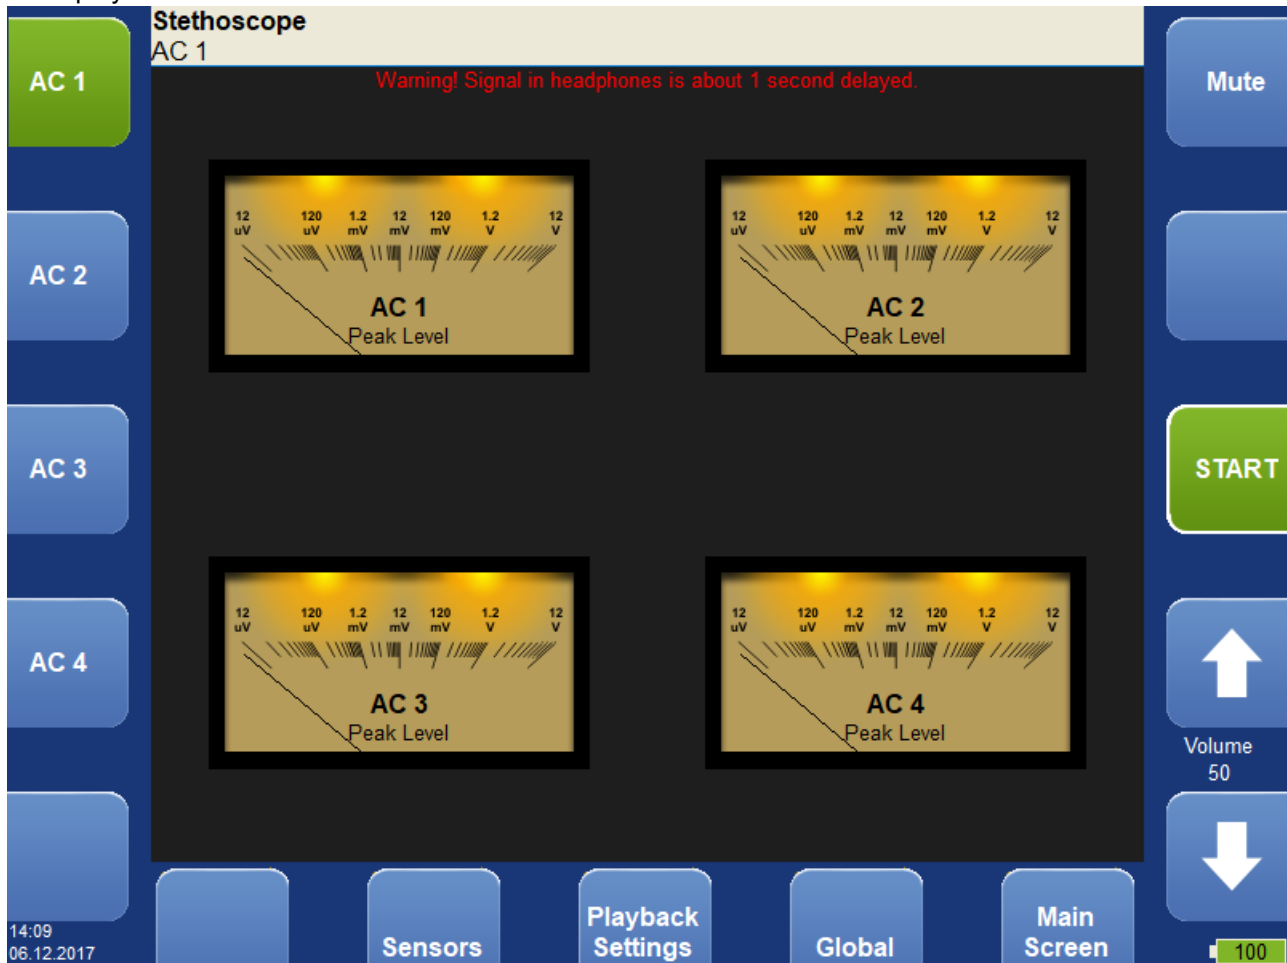 Stethoscope
AC 1
Warning! Signal in headphones is about 1 second delayed.
AC 1
AC 2
AC 3
AC 4
12 uV 120 uV 1.2 mV 12 mV 120 mV 1.2 V 12 V
AC 1
Peak Level
12 uV 120 uV 1.2 mV 12 mV 120 mV 1.2 V 12 V
AC 2
Peak Level
12 uV 120 uV 1.2 mV 12 mV 120 mV 1.2 V 12 V
AC 3
Peak Level
12 uV 120 uV 1.2 mV 12 mV 120 mV 1.2 V 12 V
AC 4
Peak Level
Mute
START
Volume
50
14:09
06.12.2017
Sensors
Playback
Settings
Global
Main
Screen
100